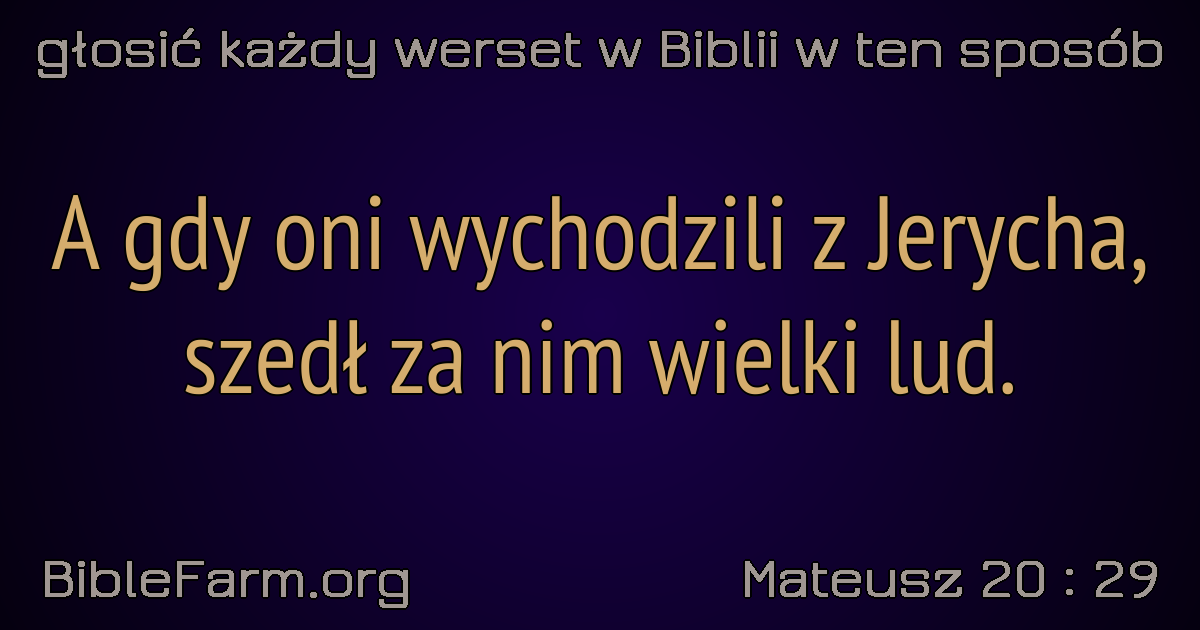 głosić każdy werset w Biblii w ten sposób
A gdy oni wychodzili z Jerycha,
szedł za nim wielki lud.
BibleFarm.org
Mateusz 20 : 29